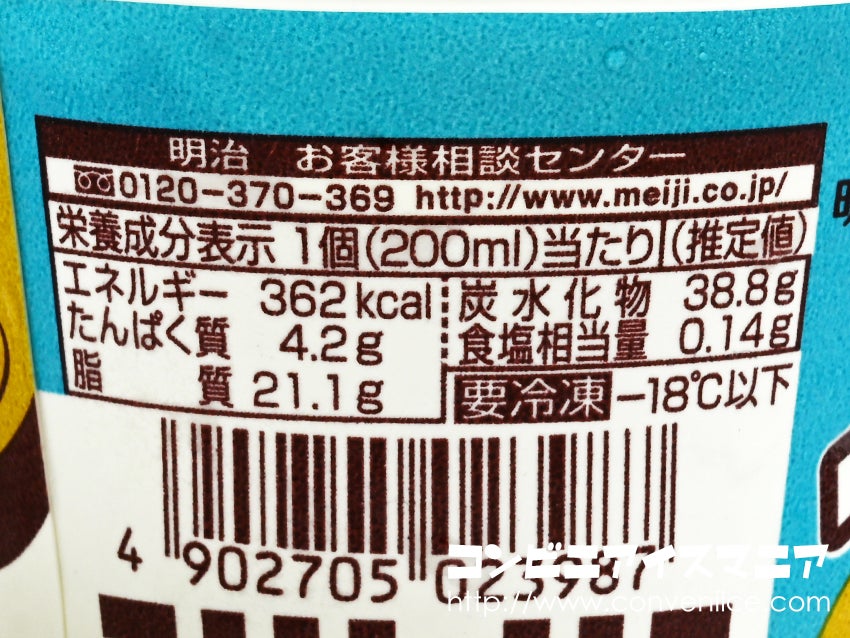 明治 お客様相談センター
0120-370-369 http://www.meiji.co.jp/
栄養成分表示 1個(200ml)当たり (推定値)
エネルギー 362kcal 炭水化物 38.8g
たんぱく質 4.2g 食塩相当量 0.14g
脂質 21.1g 要冷凍 -18℃以下
4 902705
コンビニアイスマニア
http://www.conveniice.com